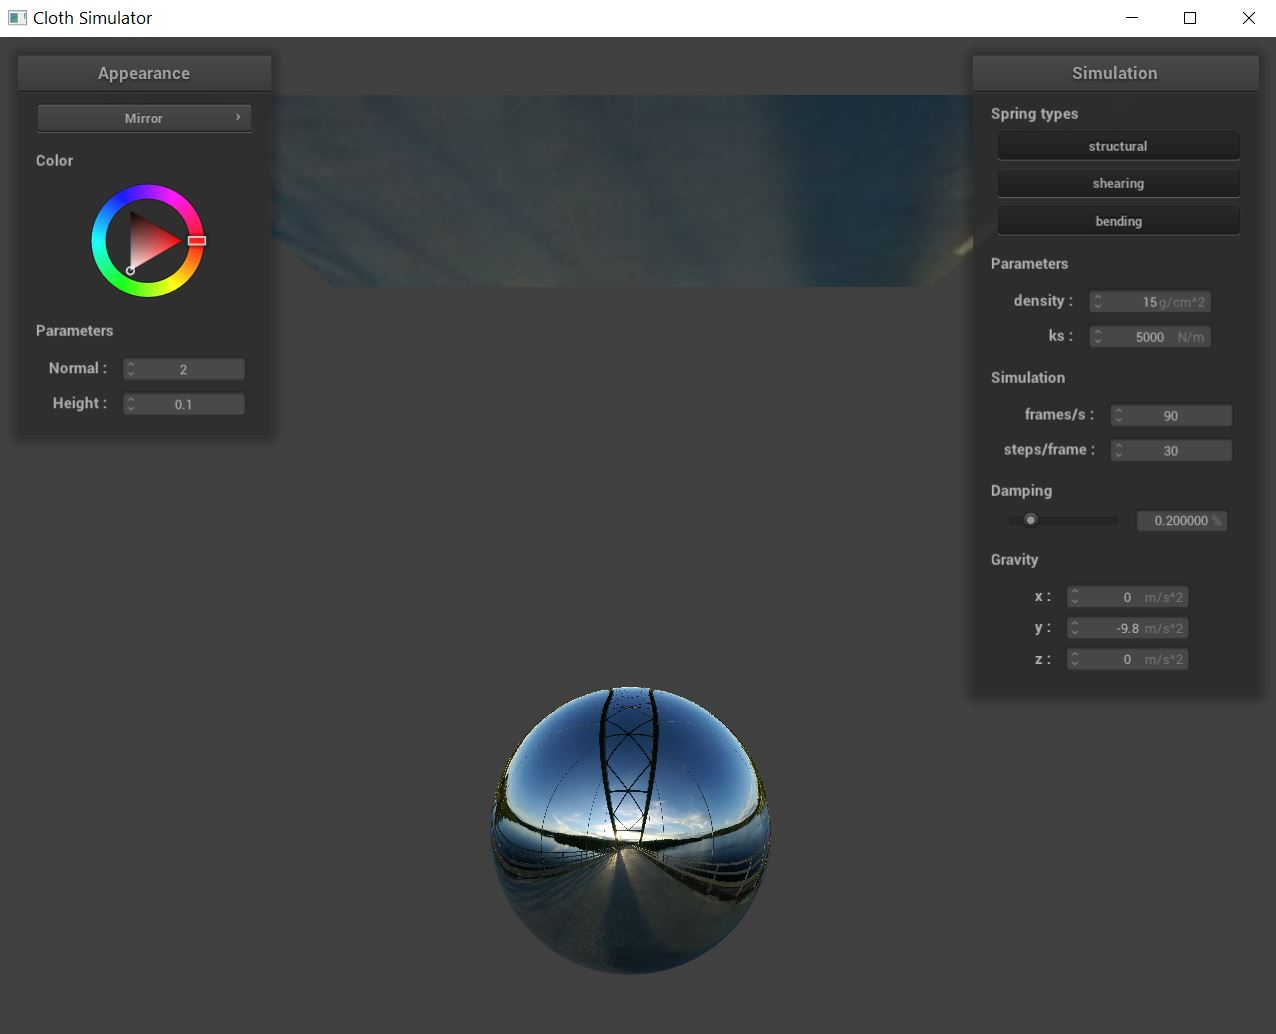 Cloth Simulator
Appearance
Mirror
Color
Parameters
Normal : 2
Height : 0.1
Simulation
Spring types
structural
shearing
bending
Parameters
density : 15 g/cm^2
ks : 5000 N/m
Simulation
frames/s : 90
steps/frame : 30
Damping
0.200000 %
Gravity
x : 0 m/s^2
y : -9.8 m/s^2
z : 0 m/s^2